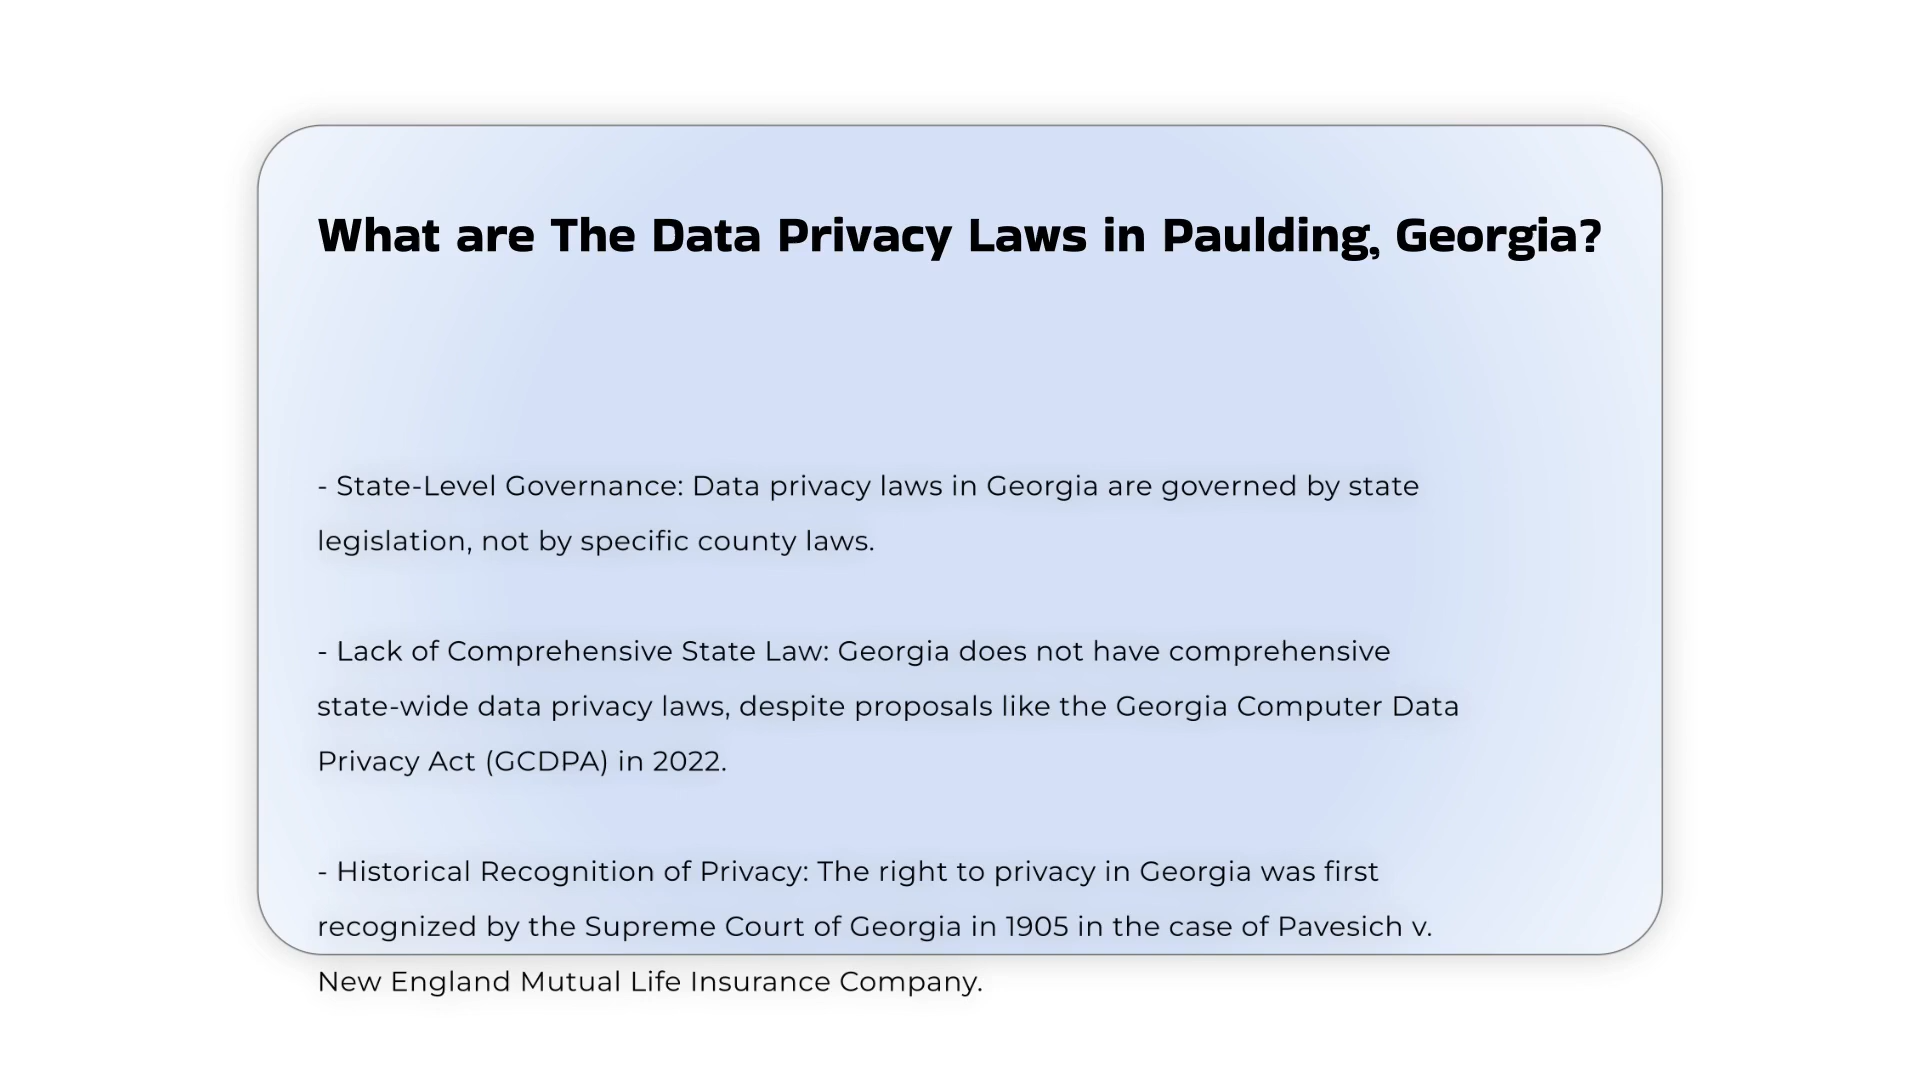 What are The Data Privacy Laws in Paulding, Georgia?
- State-Level Governance: Data privacy laws in Georgia are governed by state
legislation, not by specific county laws.
- Lack of Comprehensive State Law: Georgia does not have comprehensive
state-wide data privacy laws, despite proposals like the Georgia Computer Data
Privacy Act (GCDPA) in 2022.
- Historical Recognition of Privacy: The right to privacy in Georgia was first
recognized by the Supreme Court of Georgia in 1905 in the case of Pavesich v.
New England Mutual Life Insurance Company.